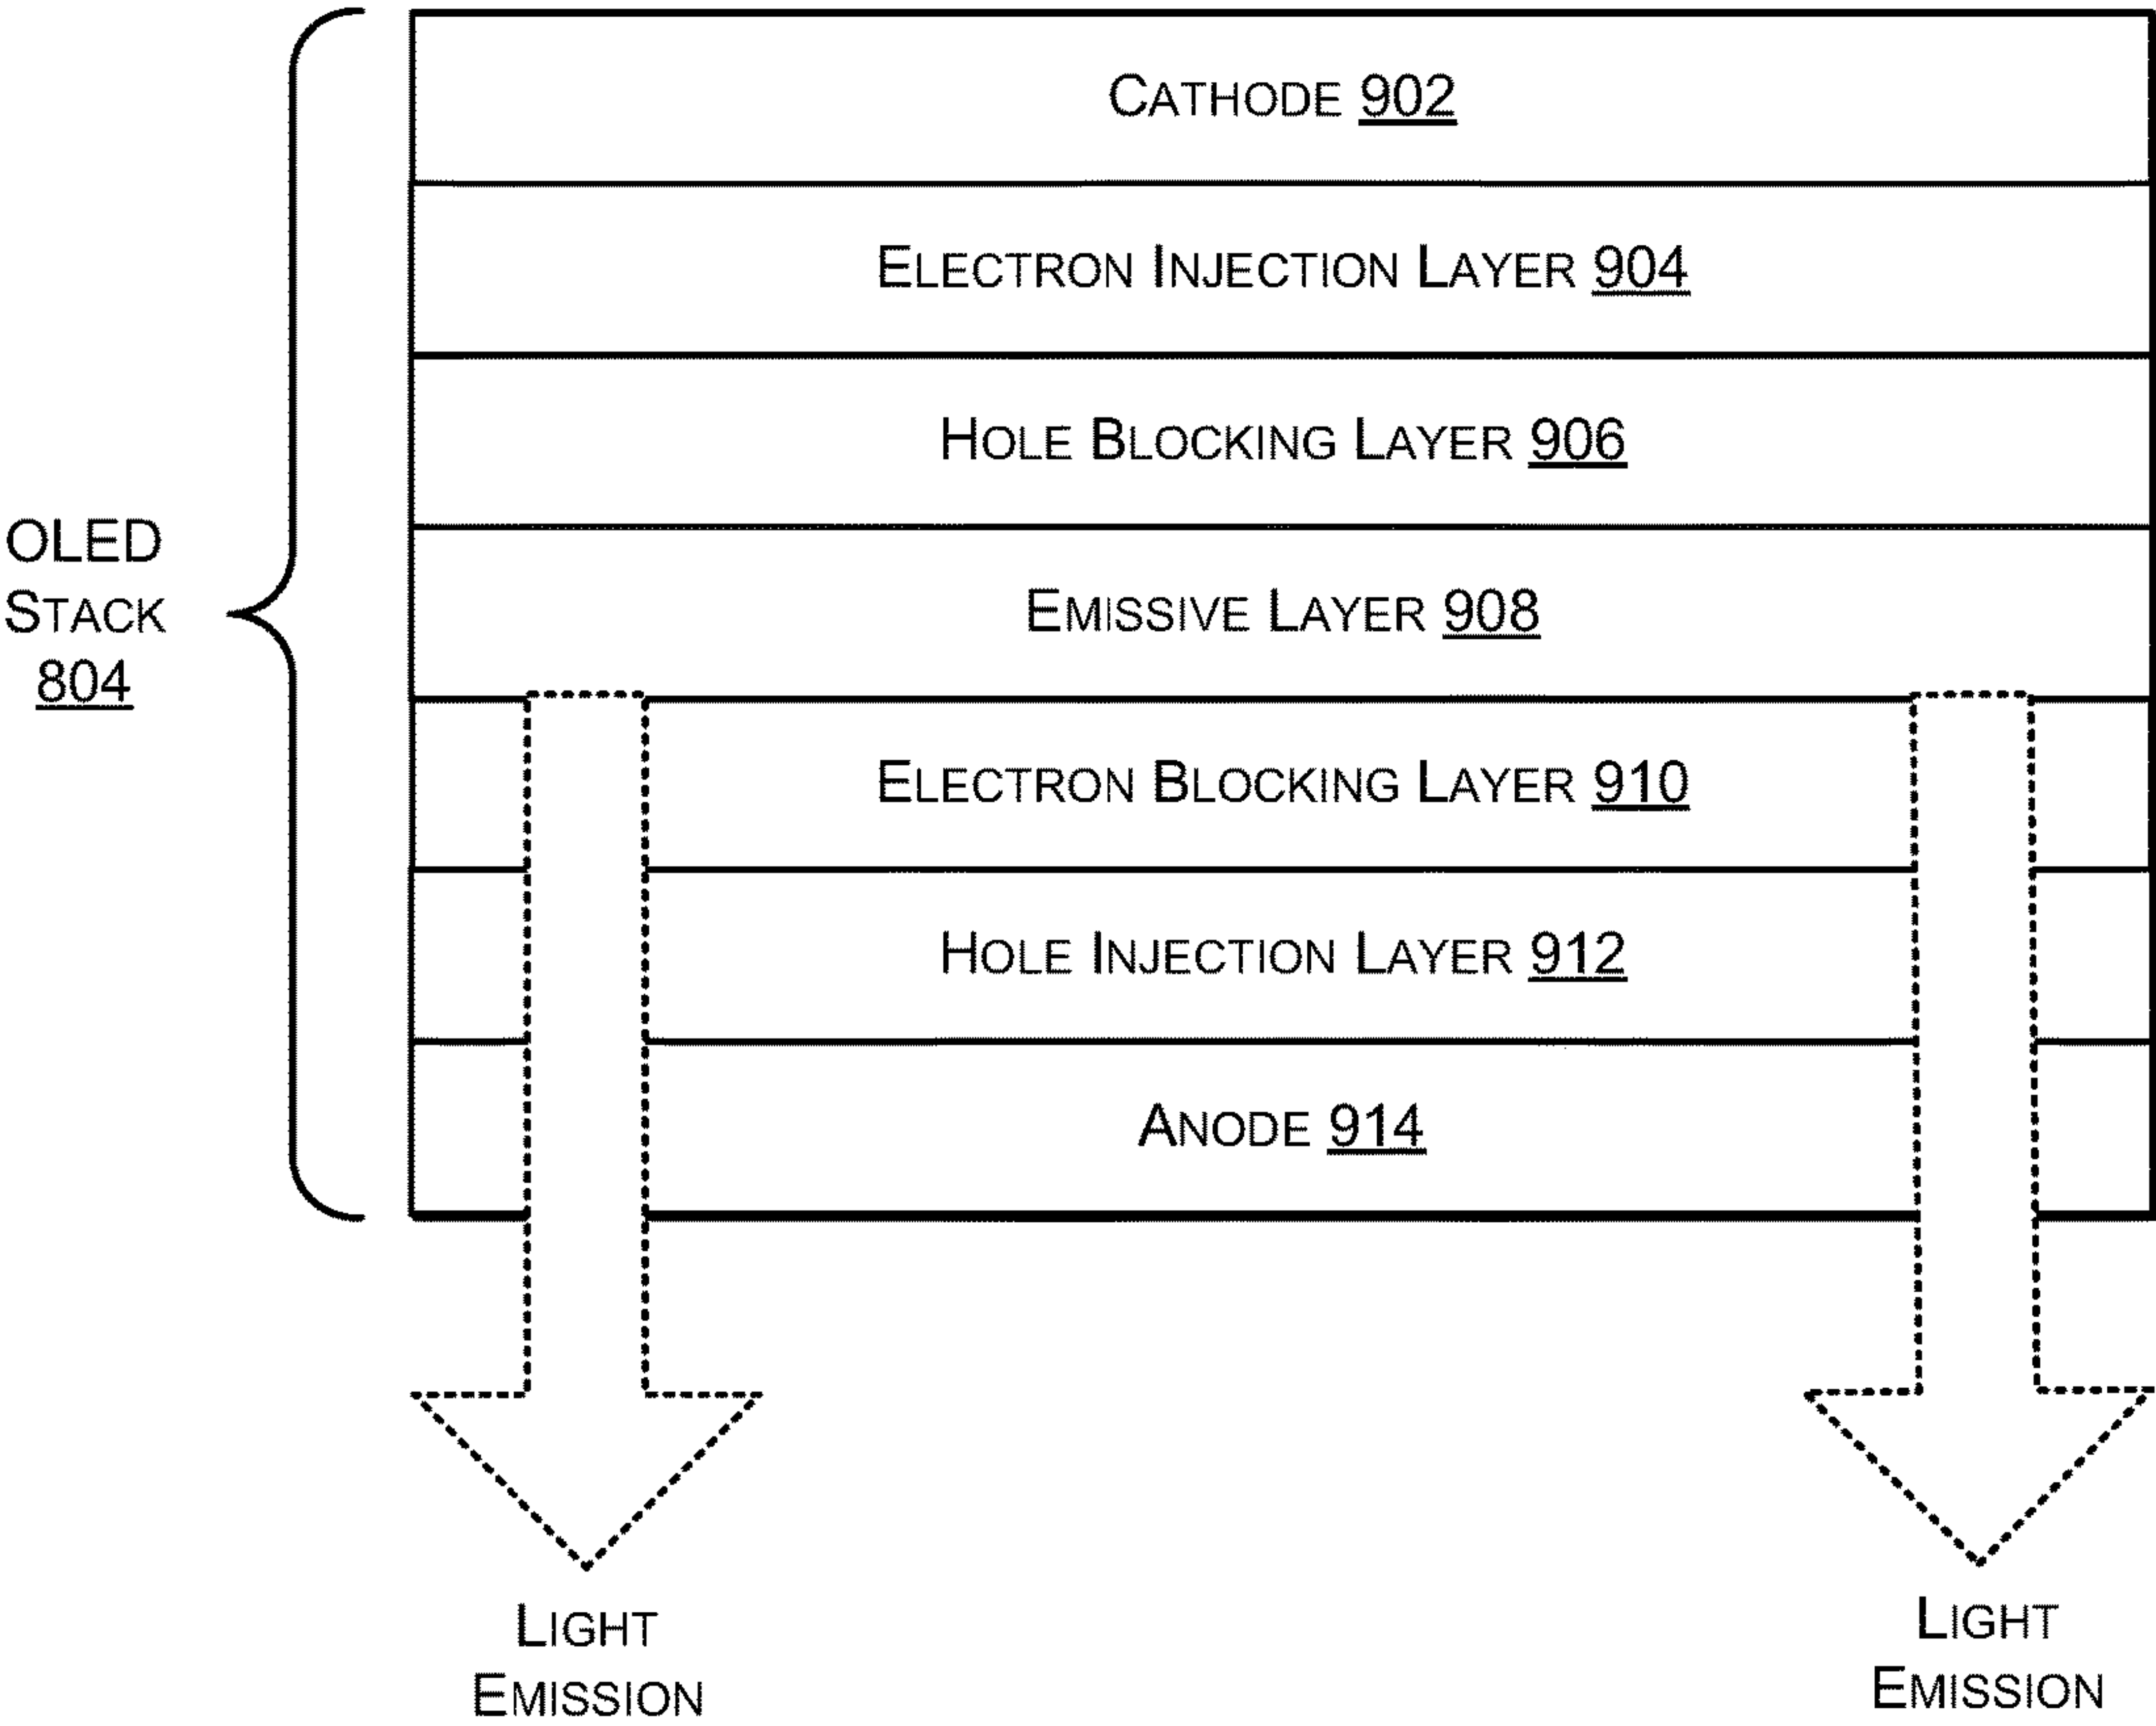 CATHODE 902
ELECTRON INJECTION LAYER 904
HOLE BLOCKING LAYER 906
OLED
STACK
804
EMISSIVE LAYER 908
ELECTRON BLOCKING LAYER 910
HOLE INJECTION LAYER 912
ANODE 914
LIGHT
EMISSION
LIGHT
EMISSION